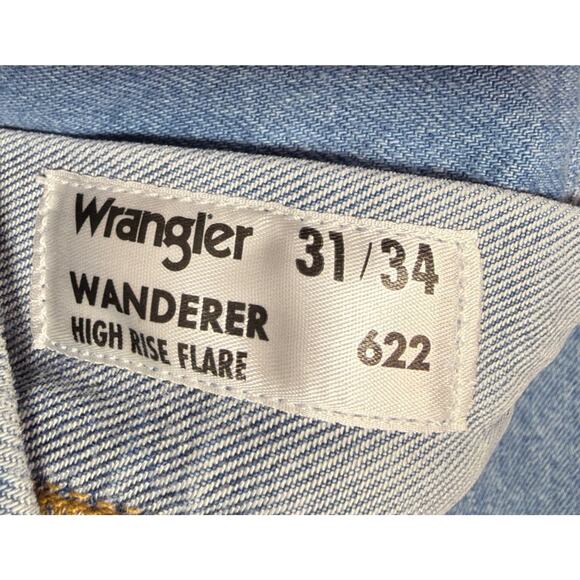 Wrangler 31/34
WANDERER
HIGH RISE FLARE 622